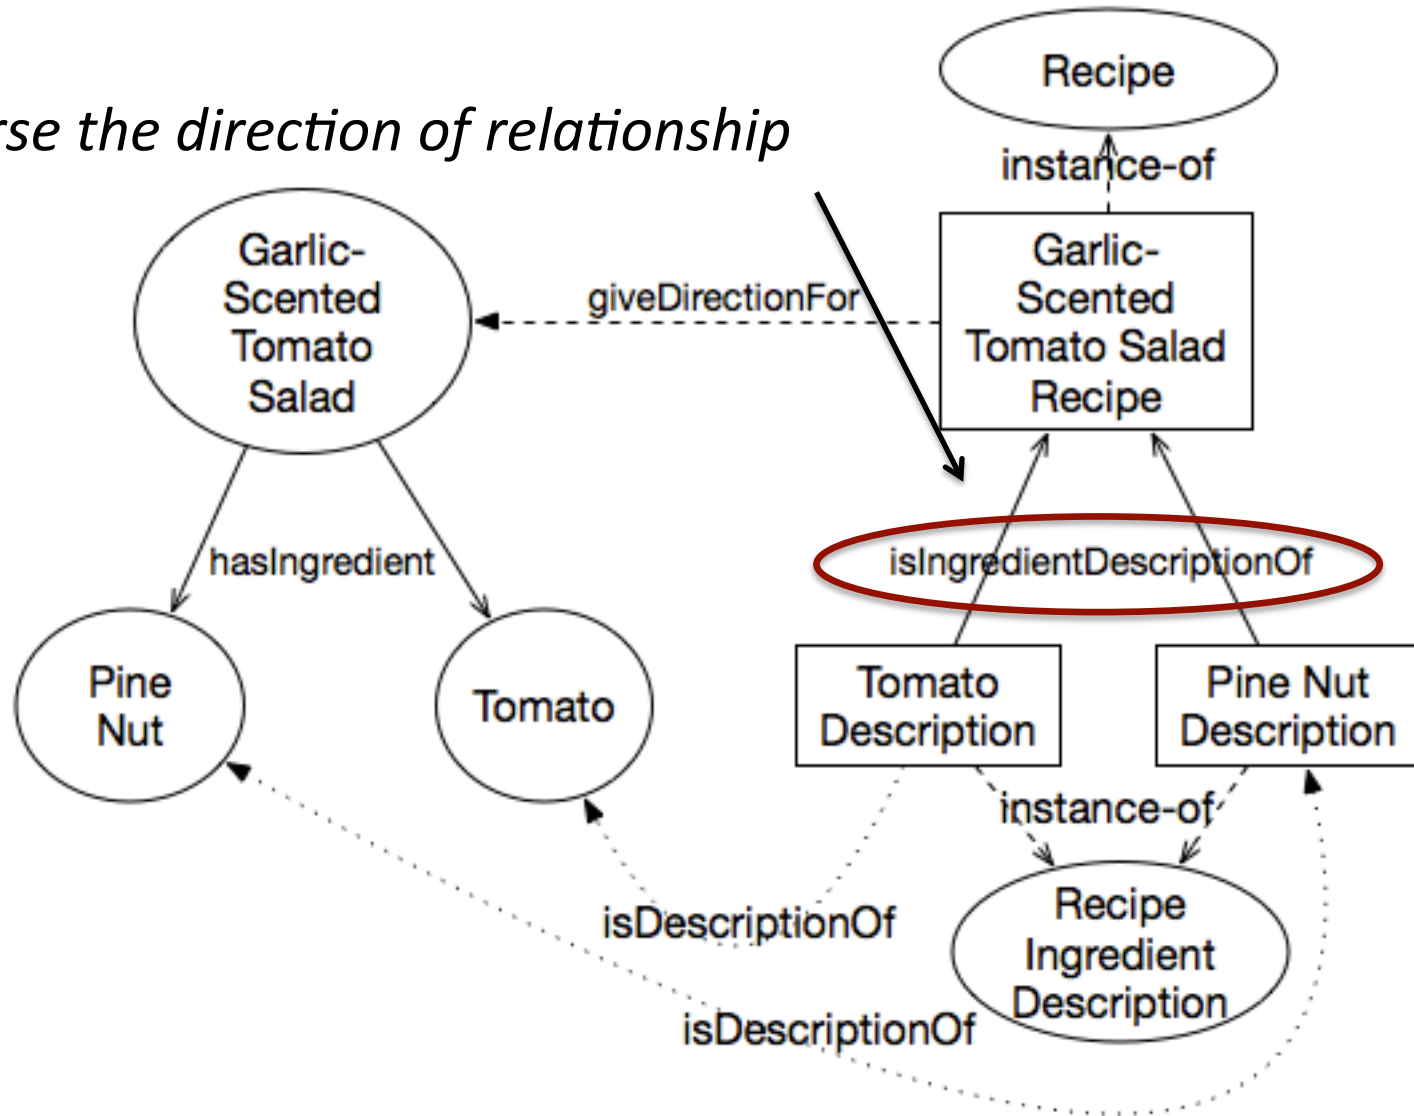 Recipe
rse the direction of relationship
instance-of
Garlic-
Scented
Tomato
Salad
giveDirectionFor
Garlic-
Scented
Tomato Salad
Recipe
hasIngredient
isIngredientDescriptionOf
Pine
Nut
Tomato
Tomato
Description
Pine Nut
Description
instance-of
isDescriptionOf
Recipe
Ingredient
Description
isDescriptionOf